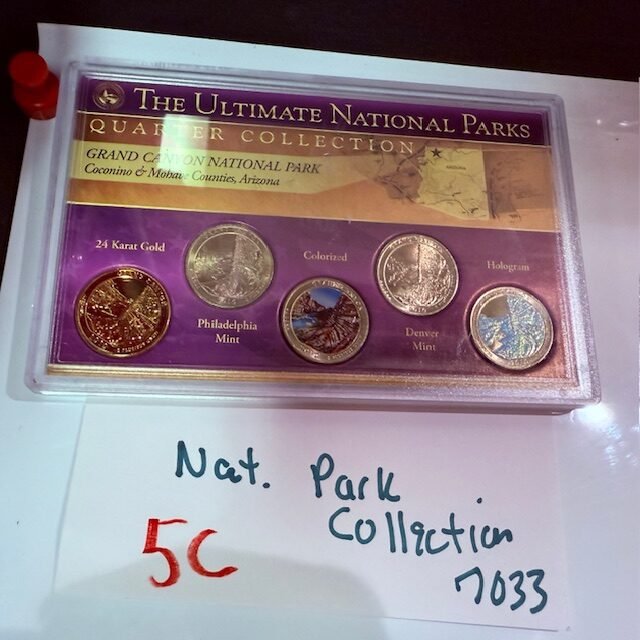 THE ULTIMATE NATIONAL PARKS
QUARTER COLLECTION
GRAND CANYON NATIONAL PARK
Coconino & Mohave Counties, Arizona
ARIZONA
24 Karat Gold
Philadelphia
Mint
Colorized
Denver
Mint
Hologram
Nat. Park
Collection
5C
7033